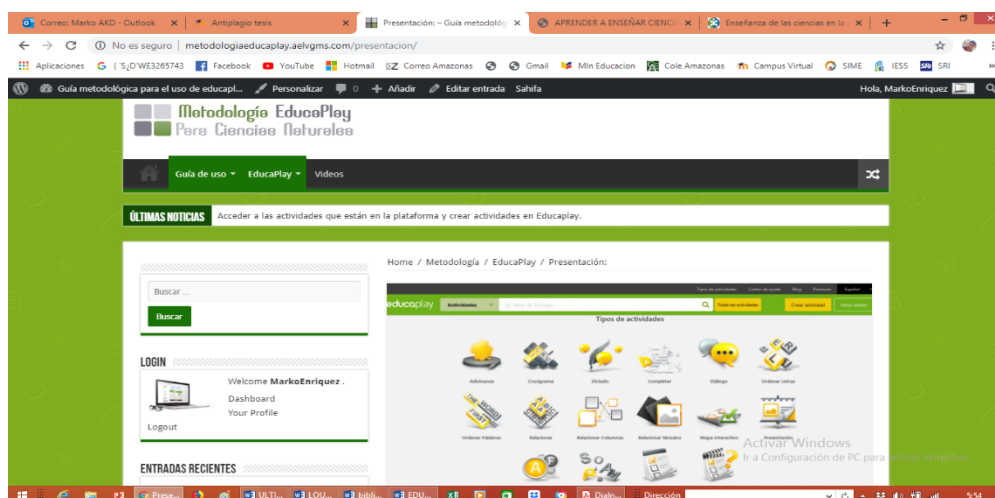 Correo: Marko AKD - Outlook
Antiplagio tesis
Presentación: – Guía metodológ
APRENDER A ENSEÑAR CIENCI
Enseñanza de las ciencias en la
No es seguro | metodologiaeducaplay.aelvgms.com/presentacion/
Aplicaciones
Facebook YouTube Hotmail Correo Amazonas Gmail MIn Educacion Cole Amazonas Campus Virtual SIME IESS SRI
Guía metodológica para el uso de educapl... Personalizar 0 Añadir Editar entrada Sahifa Hola, MarkoEnriquez
Metodología EducaPlay
Para Ciencias Naturales
Guía de uso EducaPlay Videos
ÚLTIMAS NOTICIAS Acceder a las actividades que están en la plataforma y crear actividades en Educaplay.
Home / Metodología / EducaPlay / Presentación:
Buscar ...
Buscar
LOGIN
Welcome MarkoEnriquez .
Dashboard
Your Profile
Logout
ENTRADAS RECIENTES
educaplay Actividades Crear actividad
Tipos de actividades
Adivinanza Crucigrama Dictado Completar Diálogo Ordenar Letras
Ordenar Palabras Relacionar Relacionar Columnas Relacionar Mosaico Mapa Interactivo Presentación
Activar Windows
Ir a Configuración de PC para activar Windows.
Prese... ULTI... LOU... bibli... EDU... Dialn... Dirección 5:54